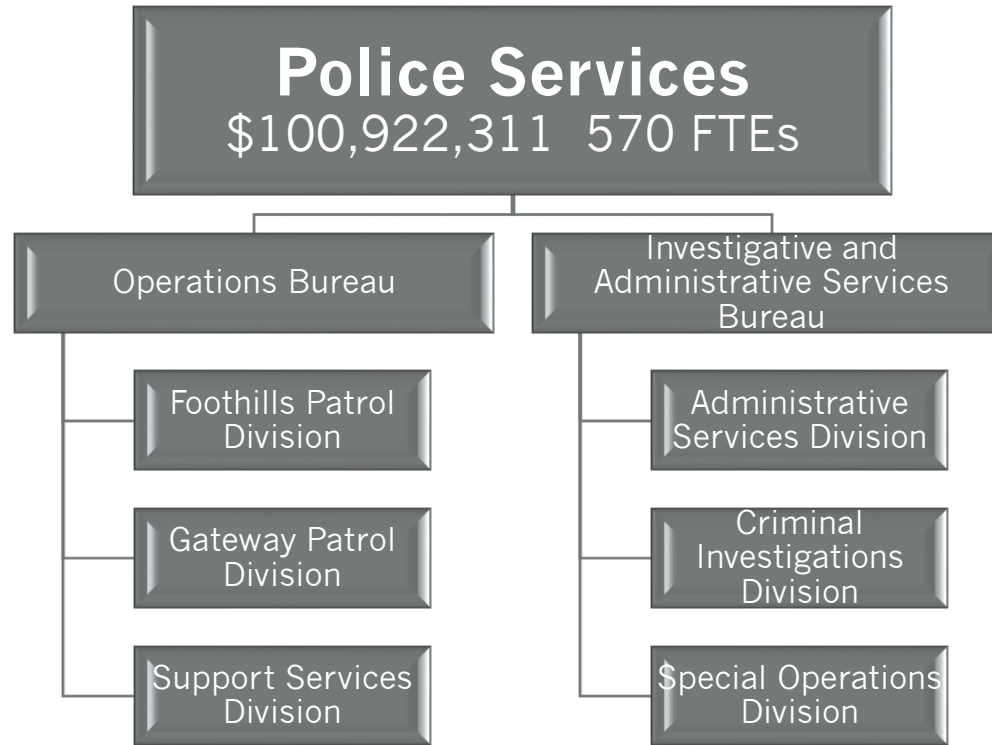 Police Services
$100,922,311 570 FTEs
Operations Bureau
Foothills Patrol
Division
Gateway Patrol
Division
Support Services
Division
Investigative and
Administrative Services
Bureau
Administrative
Services Division
Criminal
Investigations
Division
Special Operations
Division